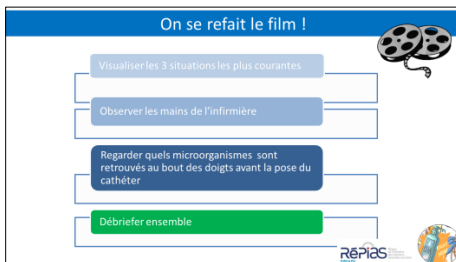 On se refait le film !
Visualiser les 3 situations les plus courantes
Observer les mains de l'infirmière
Regarder quels microorganismes sont
retrouvés au bout des doigts avant la pose du
cathéter
Débriefer ensemble
RéPIAS